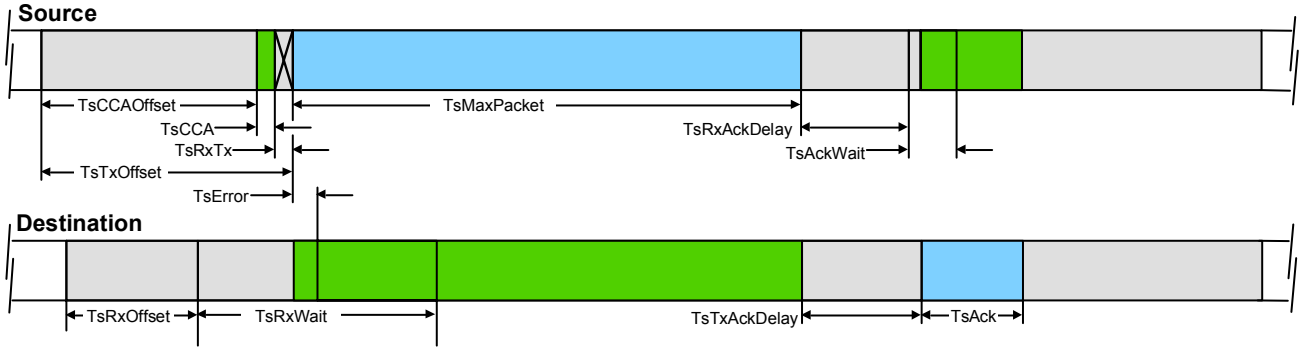 Source
TsCCAOffset
TsMaxPacket
TsCCA
TsRxAckDelay
TsRxTx
TsAckWait
TsTxOffset
TsError
Destination
TsRxOffset
TsRxWait
TsTxAckDelay
TsAck